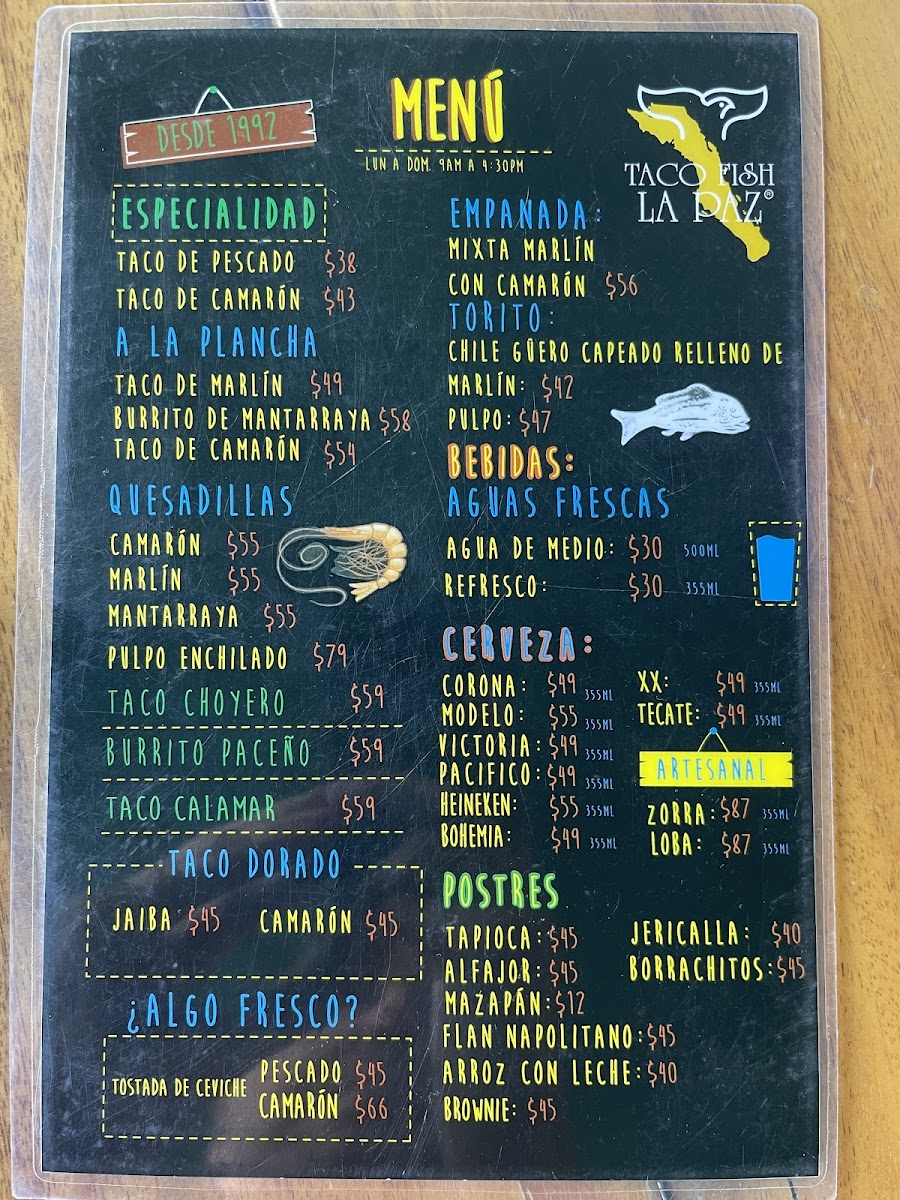 DESDE 1992
MENÚ
LUN A DOM. 9AM A 4:30PM
TACO FISH
LA PAZ®
ESPECIALIDAD
TACO DE PESCADO $38
TACO DE CAMARÓN $43
A LA PLANCHA
TACO DE MARLÍN $49
BURRITO DE MANTARRAYA $58
TACO DE CAMARÓN $54
QUESADILLAS
CAMARÓN $55
MARLÍN $55
MANTARRAYA $55
PULPO ENCHILADO $79
TACO CHOYERO $59
BURRITO PACEÑO $59
TACO CALAMAR $59
TACO DORADO
JAIBA $45 CAMARÓN $45
¿ALGO FRESCO?
TOSTADA DE CEVICHE
PESCADO $45
CAMARÓN $66
EMPANADA:
MIXTA MARLÍN
CON CAMARÓN $56
TORITO:
CHILE GÜERO CAPEADO RELLENO DE
MARLÍN: $42
PULPO: $47
BEBIDAS:
AGUAS FRESCAS
AGUA DE MEDIO: $30 500ML
REFRESCO: $30 355ML
CERVEZA:
CORONA: $49 355ML
MODELO: $55 355ML
VICTORIA: $49 355ML
PACIFICO: $49 355ML
HEINEKEN: $55 355ML
BOHEMIA: $49 355ML
XX: $49 355ML
TECATE: $49 355ML
ARTESANAL
ZORRA: $87 355ML
LOBA: $87 355ML
POSTRES
TAPIOCA: $45
ALFAJOR: $45
MAZAPÁN: $12
FLAN NAPOLITANO: $45
ARROZ CON LECHE: $40
BROWNIE: $45
JERICALLA: $40
BORRACHITOS: $45